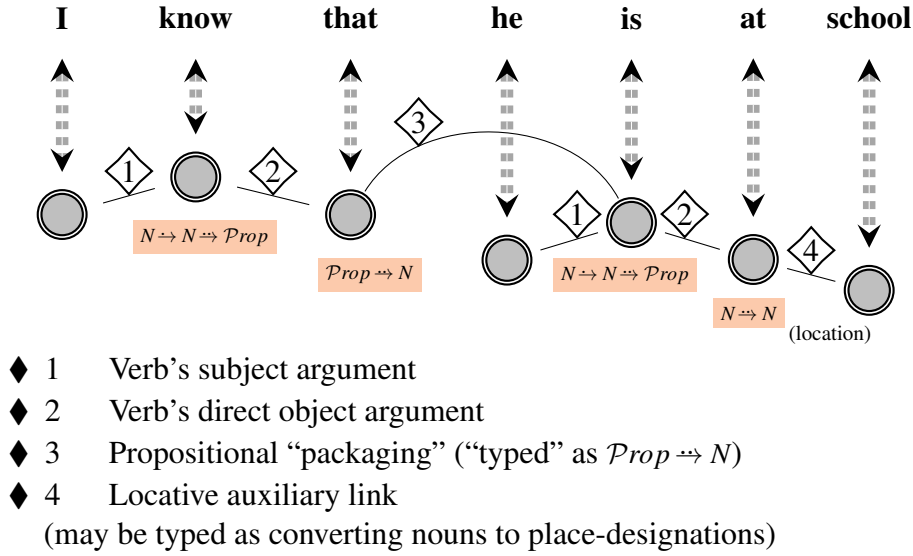 I know that he is at school
3
1 2 1 2 4
N → N ⇢ 𝒫rop
𝒫rop ⇢ N
N → N ⇢ 𝒫rop
N ⇢ N
(location)
♦ 1 Verb's subject argument
♦ 2 Verb's direct object argument
♦ 3 Propositional “packaging” (“typed” as 𝒫rop ⇢ N)
♦ 4 Locative auxiliary link
(may be typed as converting nouns to place-designations)